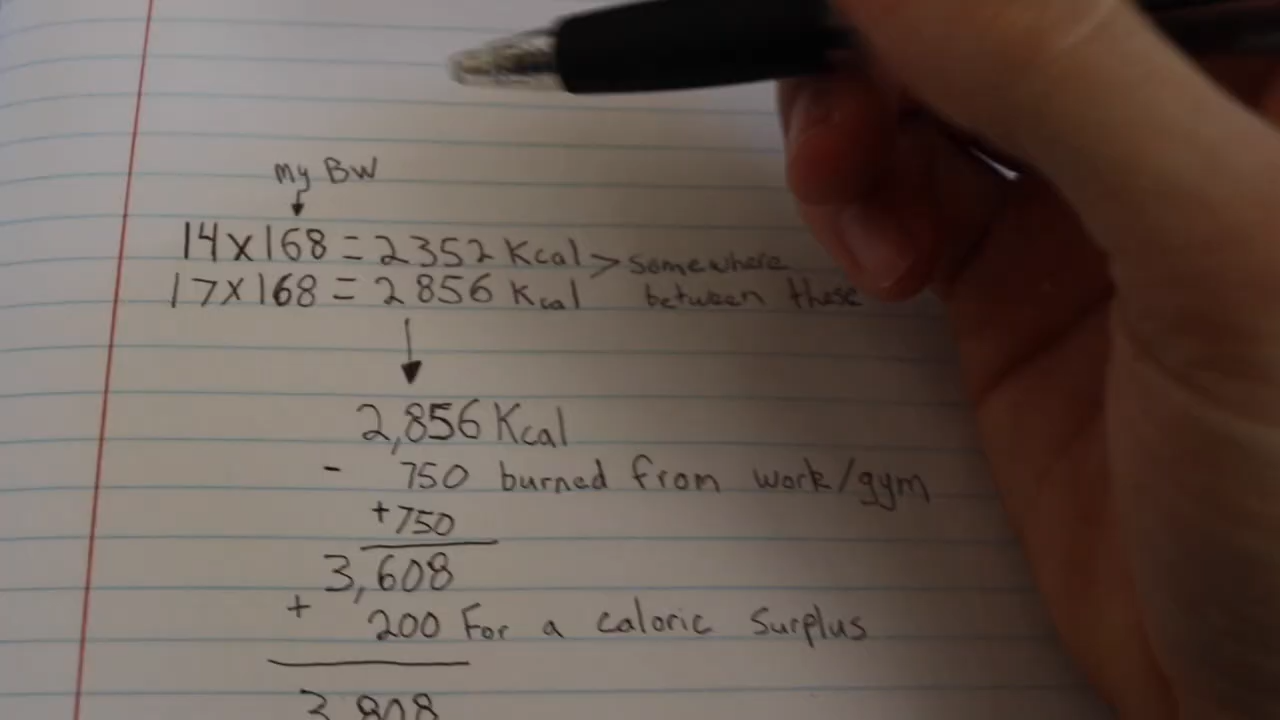 my BW
14x168 = 2352 Kcal > somewhere
17x168 = 2856 Kcal between these
2,856 Kcal
- 750 burned from work/gym
+750
3,608
+ 200 For a caloric Surplus
3,808